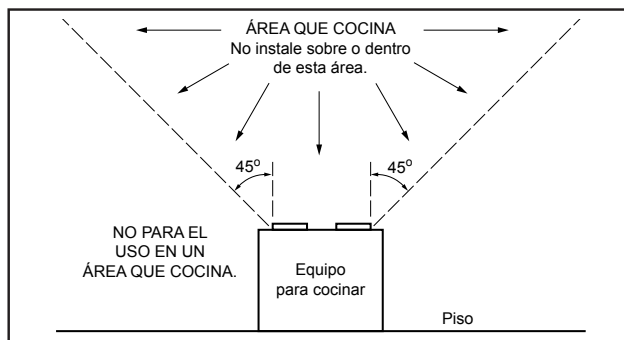 ÁREA QUE COCINA
No instale sobre o dentro
de esta área.
45º
45º
NO PARA EL
USO EN UN
ÁREA QUE COCINA.
Equipo
para cocinar
Piso